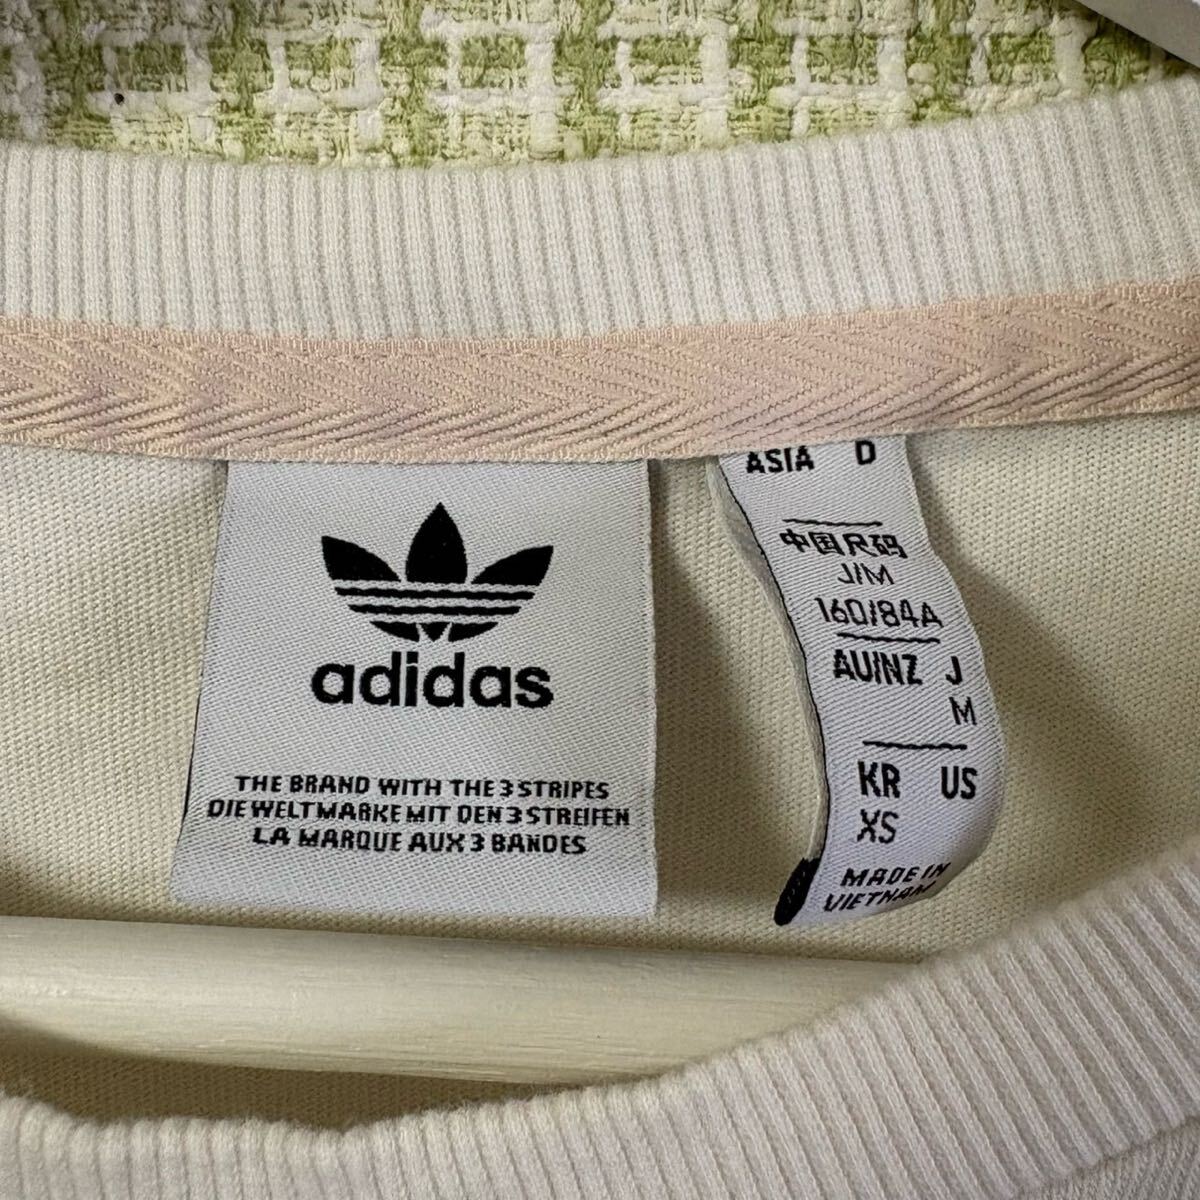 adidas
THE BRAND WITH THE 3 STRIPES
DIE WELTMARKE MIT DEN 3 STREIFEN
LA MARQUE AUX 3 BANDES
ASIA D
中国尺码
J/M
160/84A
AU/NZ J
M
KR US
XS
MADE IN
VIETNAM